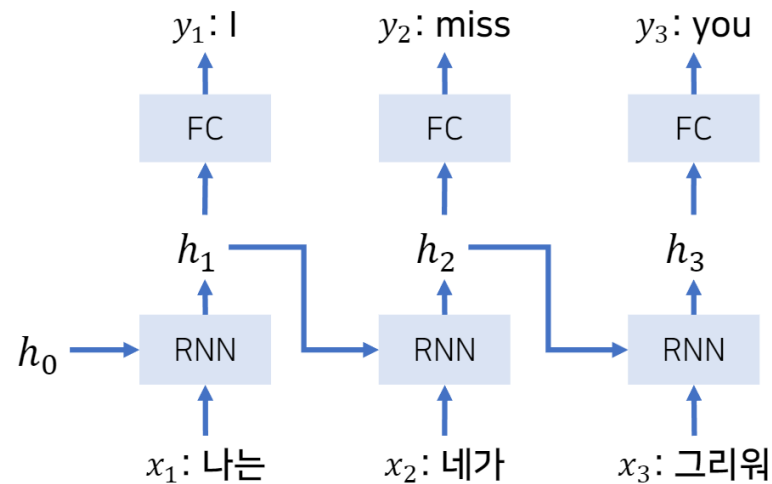 y₁: I y₂: miss y₃: you
FC FC FC
h₁ h₂ h₃
h₀ RNN RNN RNN
x₁: 나는 x₂: 네가 x₃: 그리워